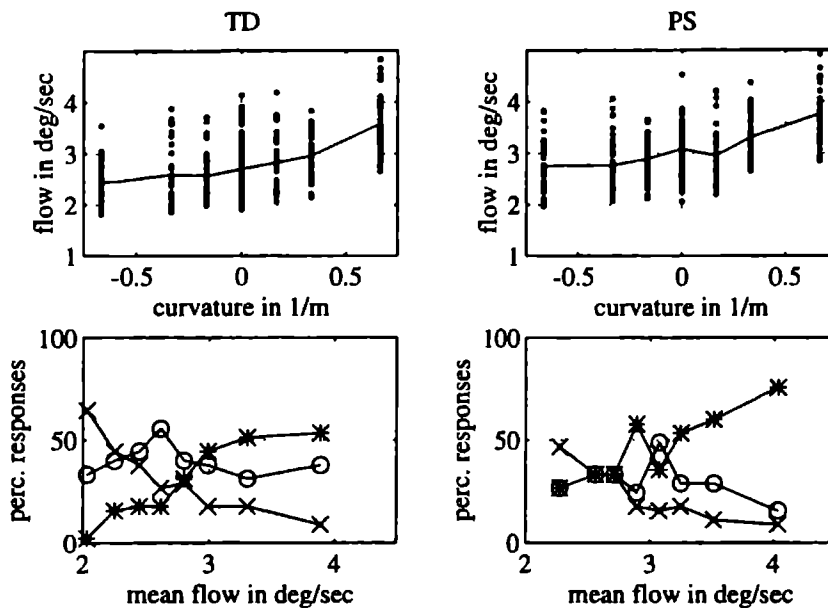 TD
PS
flow in deg/sec
4
3
2
1
-0.5
0
0.5
curvature in 1/m
flow in deg/sec
4
3
2
1
-0.5
0
0.5
curvature in 1/m
perc. responses
100
50
0
2
3
4
mean flow in deg/sec
perc. responses
100
50
0
2
3
4
mean flow in deg/sec